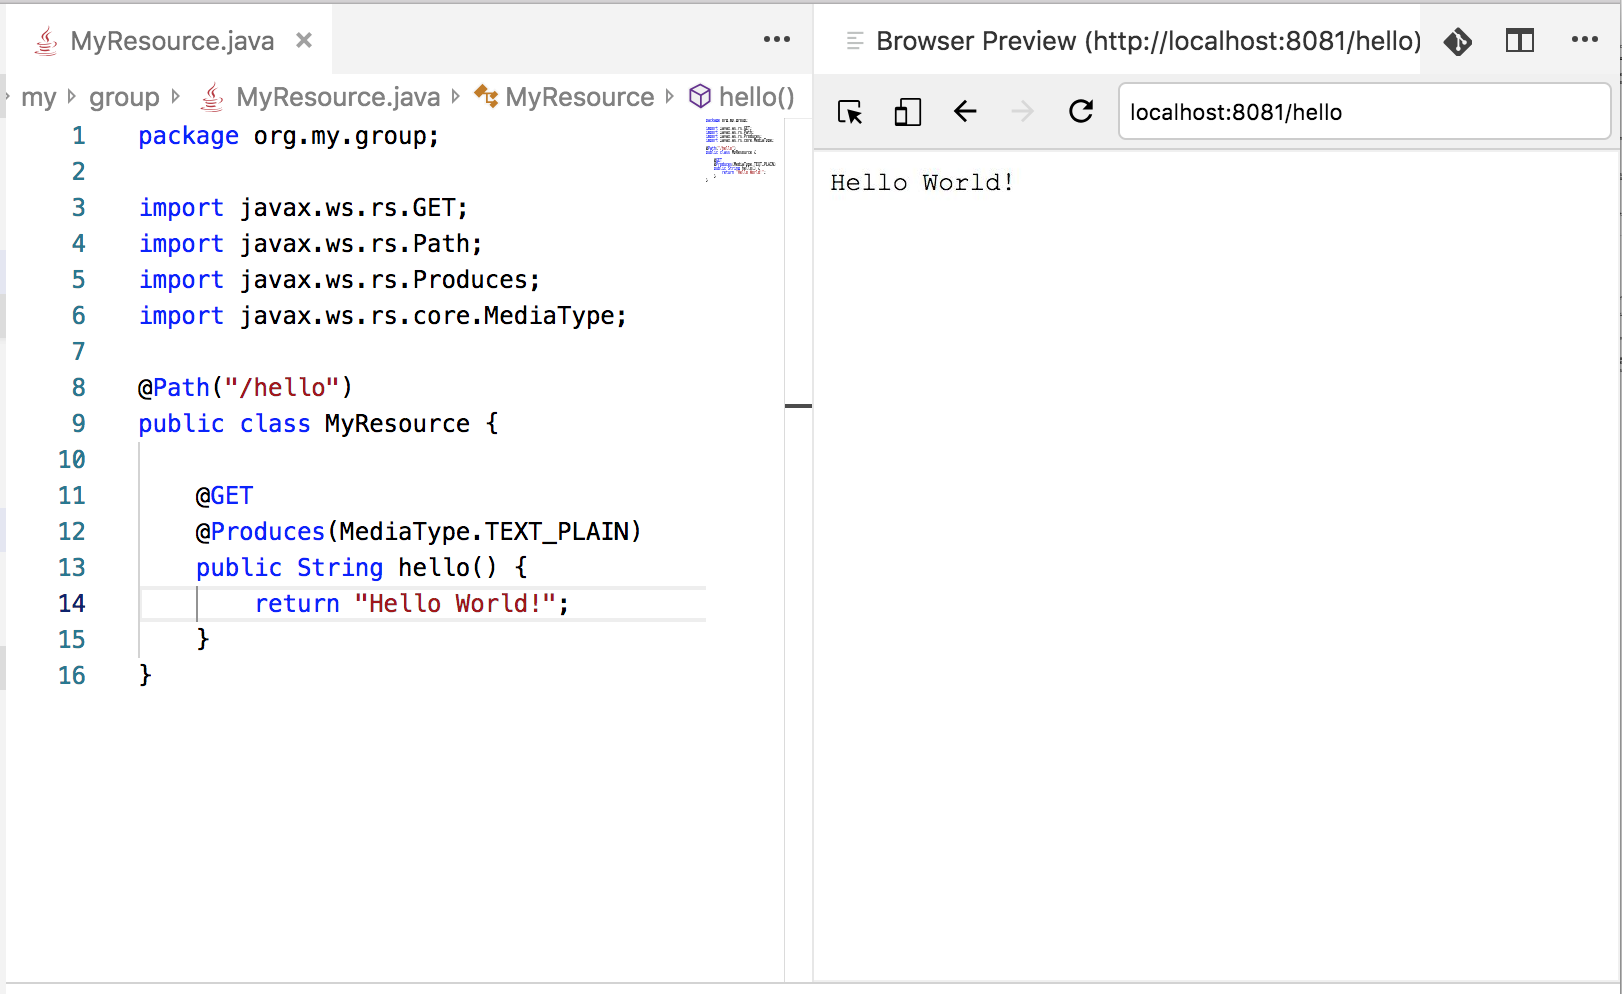 MyResource.java
my group MyResource.java MyResource hello()
1 package org.my.group;
2
3 import javax.ws.rs.GET;
4 import javax.ws.rs.Path;
5 import javax.ws.rs.Produces;
6 import javax.ws.rs.core.MediaType;
7
8 @Path("/hello")
9 public class MyResource {
10
11 @GET
12 @Produces(MediaType.TEXT_PLAIN)
13 public String hello() {
14 return "Hello World!";
15 }
16 }
Browser Preview (http://localhost:8081/hello)
localhost:8081/hello
Hello World!